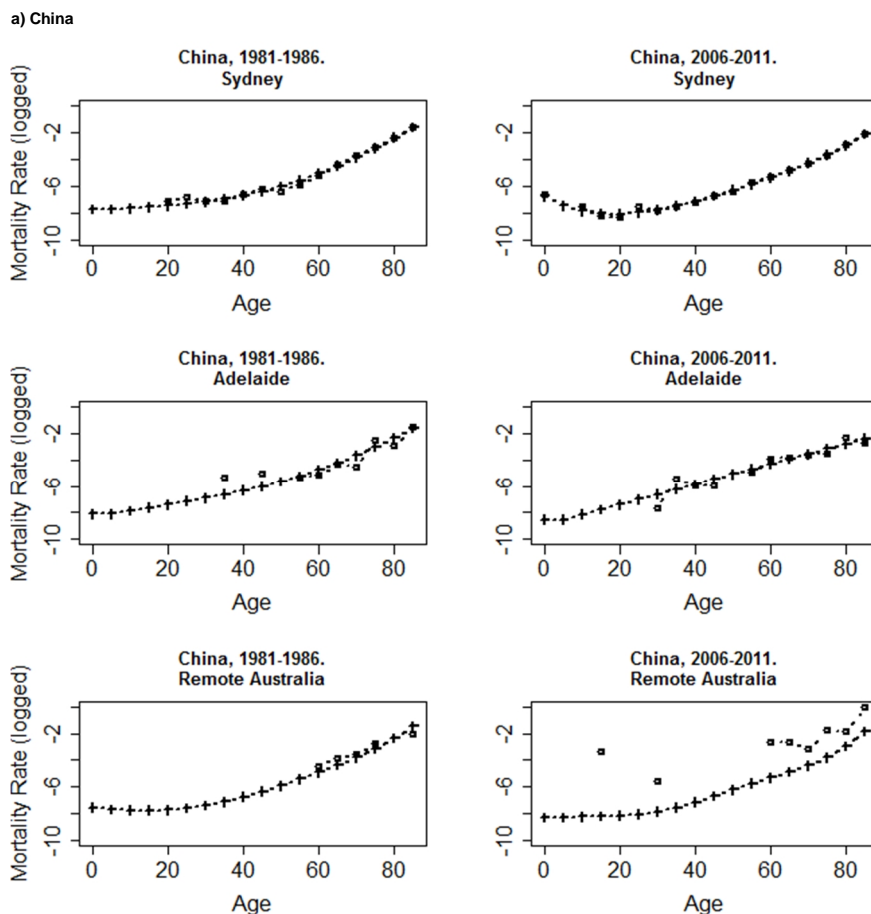 a) China
China, 1981-1986.
Sydney
Mortality Rate (logged)
-2
-6
-10
0 20 40 60 80
Age
China, 2006-2011.
Sydney
-2
-6
-10
0 20 40 60 80
Age
China, 1981-1986.
Adelaide
Mortality Rate (logged)
-2
-6
-10
0 20 40 60 80
Age
China, 2006-2011.
Adelaide
-2
-6
-10
0 20 40 60 80
Age
China, 1981-1986.
Remote Australia
Mortality Rate (logged)
-2
-6
-10
0 20 40 60 80
Age
China, 2006-2011.
Remote Australia
-2
-6
-10
0 20 40 60 80
Age